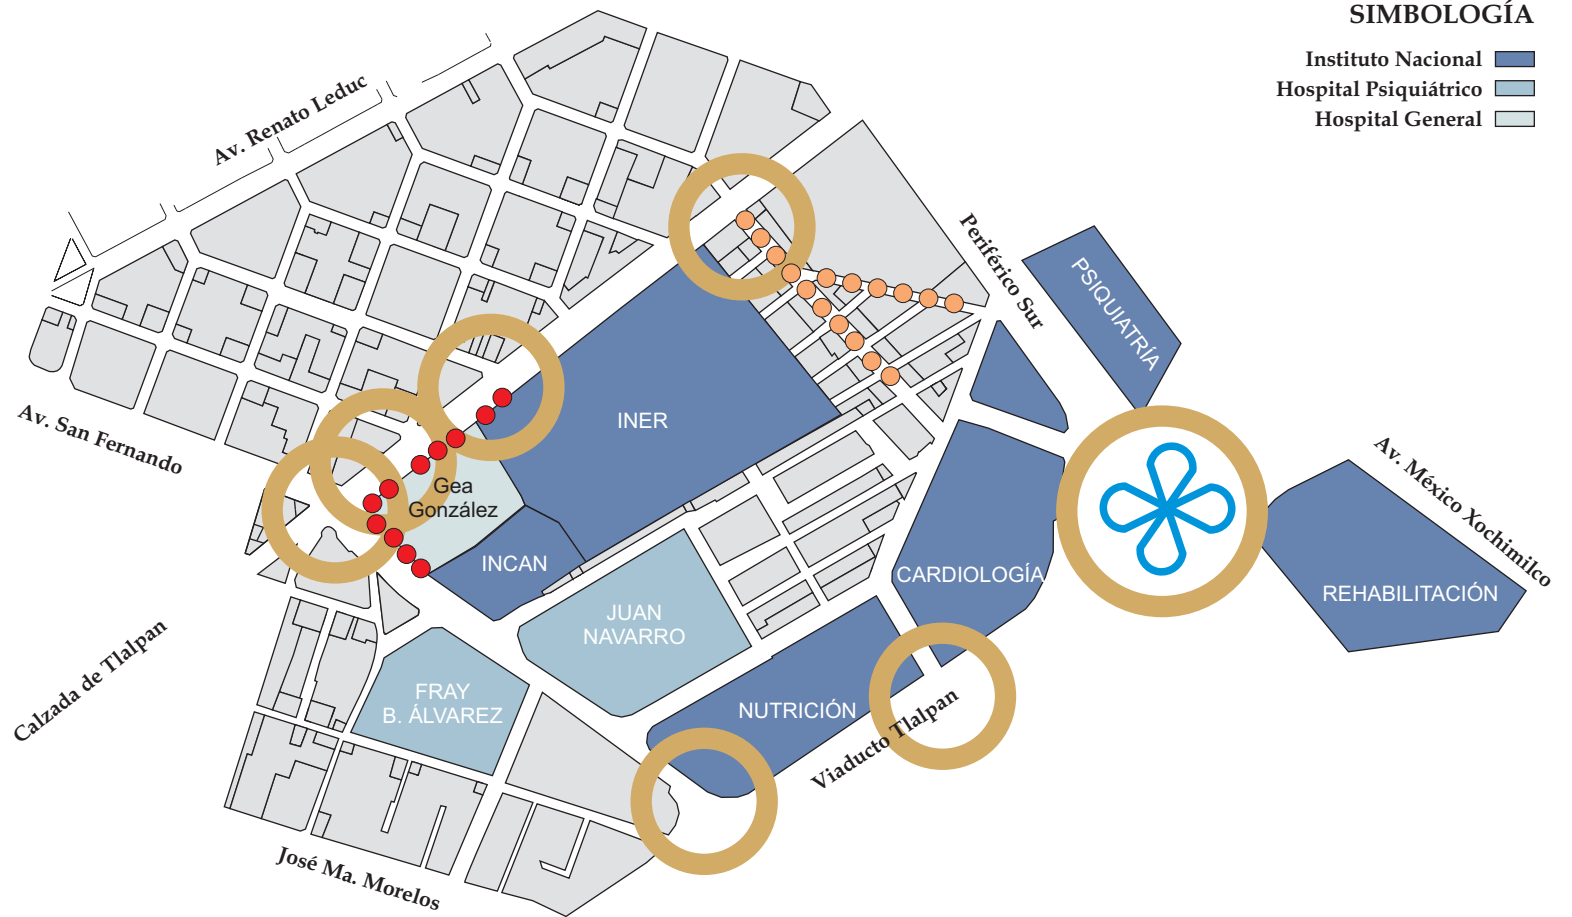 SIMBOLOGÍA
Instituto Nacional
Hospital Psiquiátrico
Hospital General
Av. Renato Leduc
Periférico Sur
PSIQUIATRÍA
Av. San Fernando
INER
Gea
González
INCAN
CARDIOLOGÍA
Av. México Xochimilco
REHABILITACIÓN
JUAN
NAVARRO
Calzada de Tlalpan
FRAY
B. ÁLVAREZ
NUTRICIÓN
Viaducto Tlalpan
José Ma. Morelos